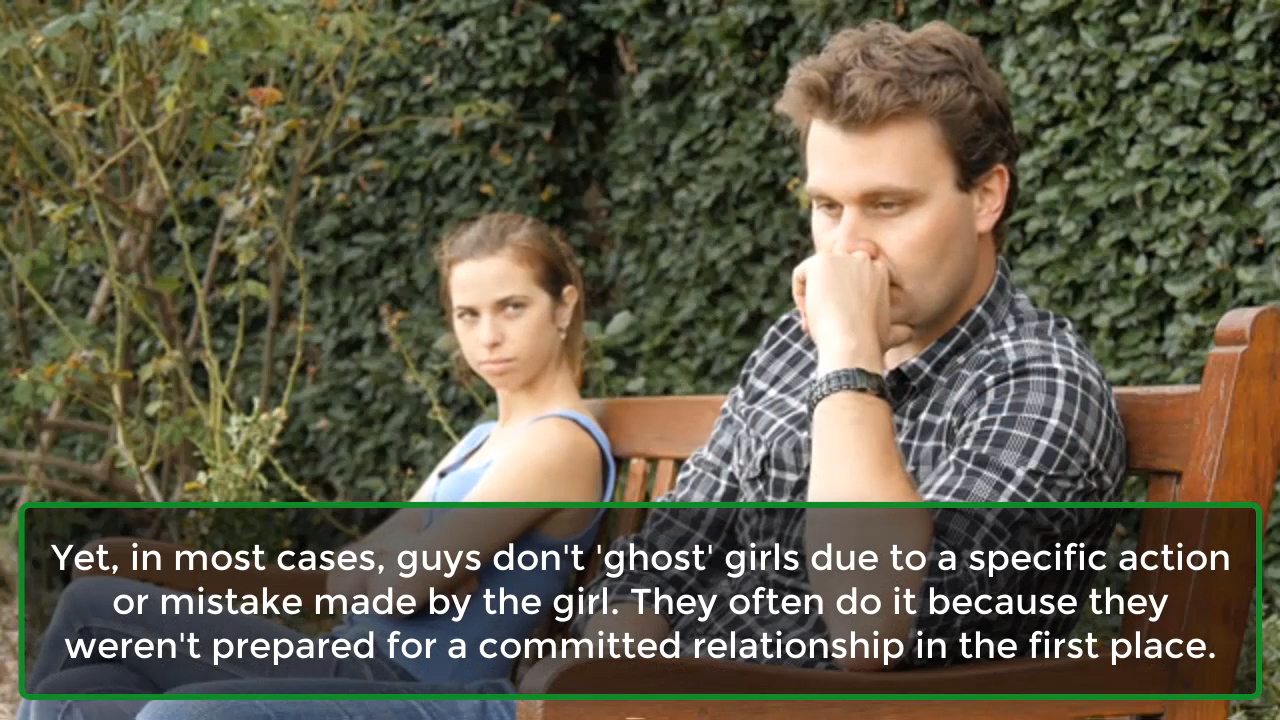 Yet, in most cases, guys don't 'ghost' girls due to a specific action
or mistake made by the girl. They often do it because they
weren't prepared for a committed relationship in the first place.